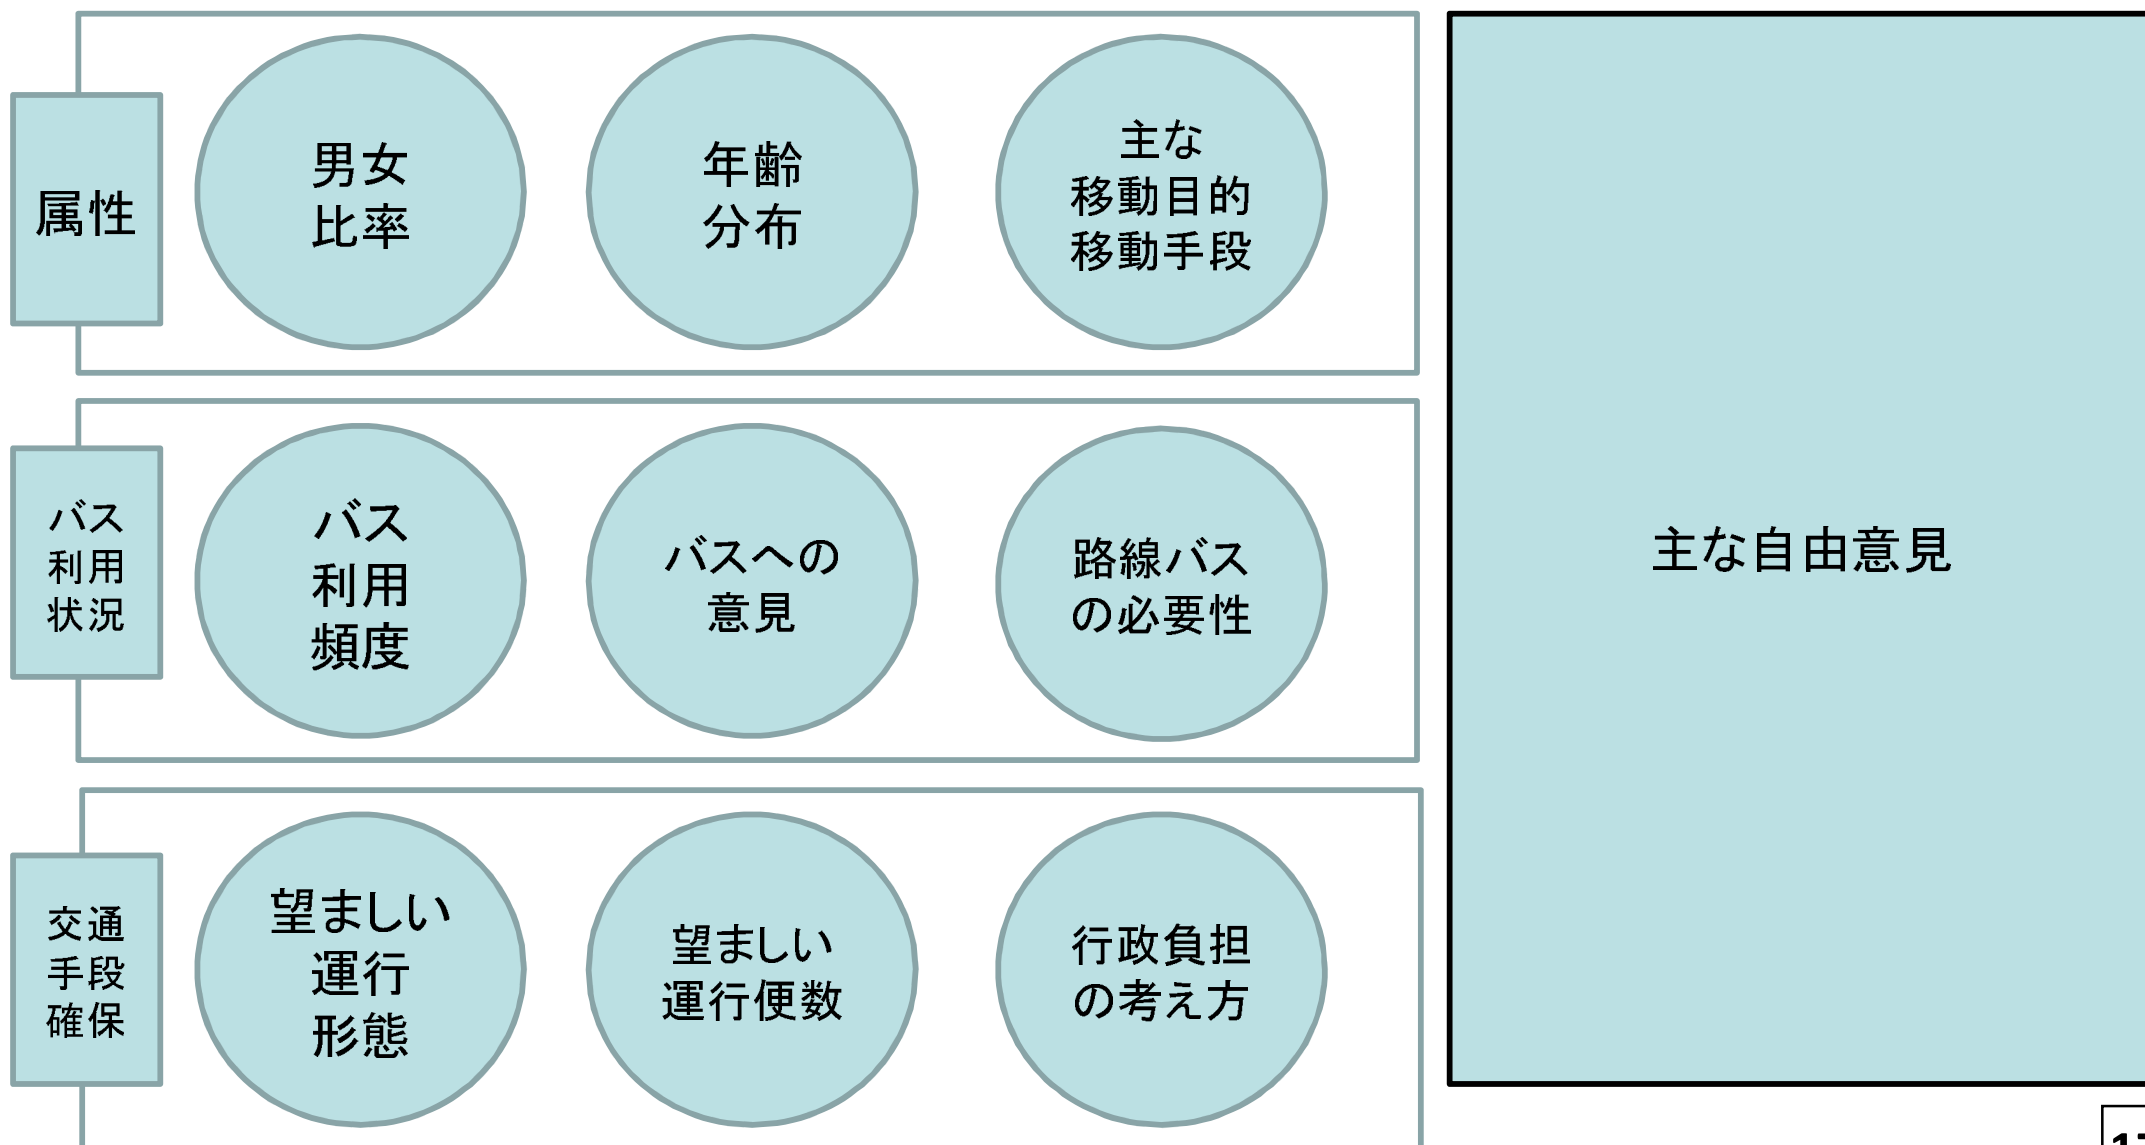 属性
男女
比率
年齢
分布
主な
移動目的
移動手段
バス
利用
状況
バス
利用
頻度
バスへの
意見
路線バス
の必要性
交通
手段
確保
望ましい
運行
形態
望ましい
運行便数
行政負担
の考え方
主な自由意見